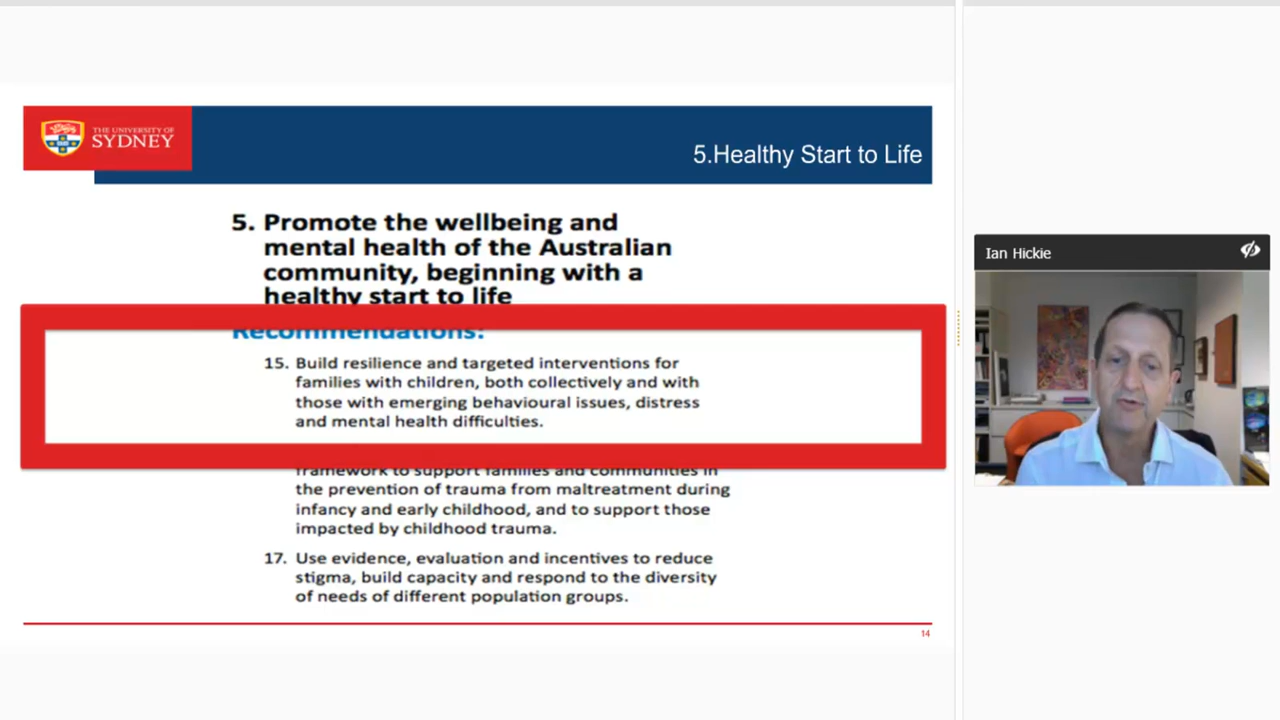 THE UNIVERSITY OF
SYDNEY
5.Healthy Start to Life
5. Promote the wellbeing and
mental health of the Australian
community, beginning with a
healthy start to life
Recommendations:
15. Build resilience and targeted interventions for
families with children, both collectively and with
those with emerging behavioural issues, distress
and mental health difficulties.
framework to support families and communities in
the prevention of trauma from maltreatment during
infancy and early childhood, and to support those
impacted by childhood trauma.
17. Use evidence, evaluation and incentives to reduce
stigma, build capacity and respond to the diversity
of needs of different population groups.
14
Ian Hickie